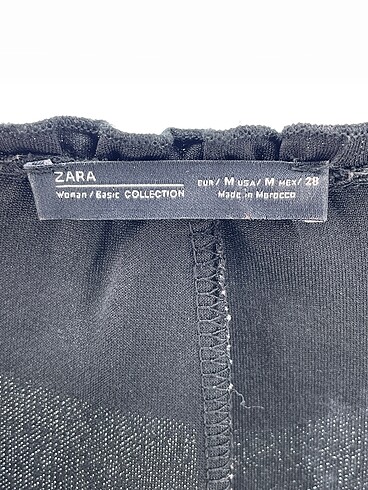 ZARA
Woman / Basic COLLECTION
EUR / M USA / M MEX / 28
Made in Morocco